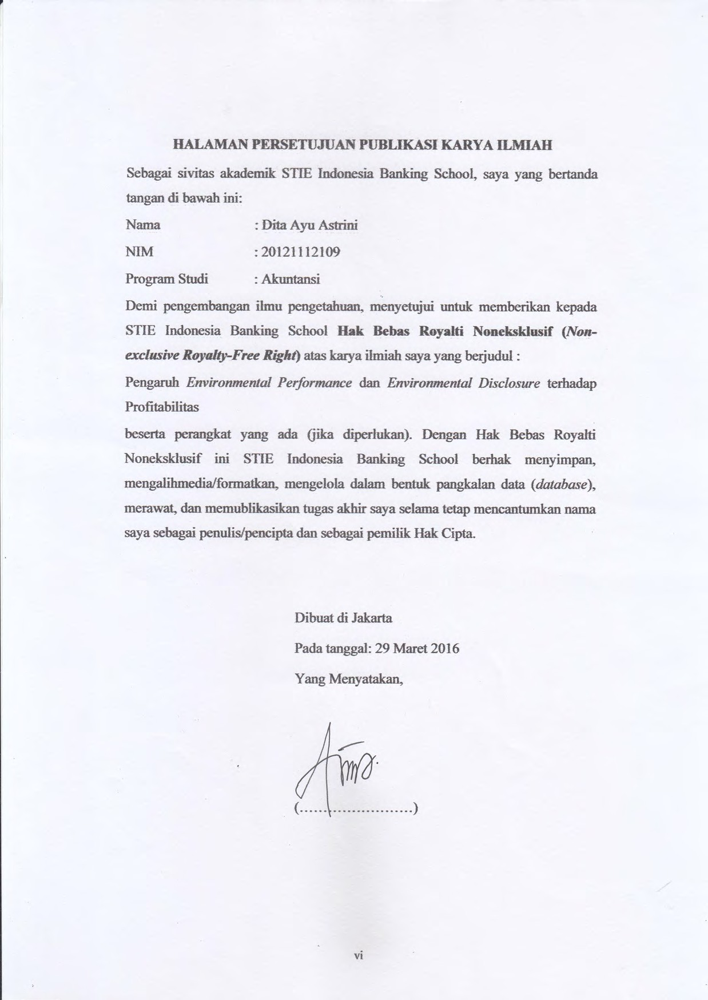 HALAMAN PERSETUJUAN PUBLIKASI KARYA ILMIAH
Sebagai sivitas akademik STIE Indonesia Banking School, saya yang bertanda
tangan di bawah ini:
Nama : Dita Ayu Astrini
NIM : 20121112109
Program Studi : Akuntansi
Demi pengembangan ilmu pengetahuan, menyetujui untuk memberikan kepada
STIE Indonesia Banking School Hak Bebas Royalti Noneksklusif (Non-
exclusive Royalty-Free Right) atas karya ilmiah saya yang berjudul :
Pengaruh Environmental Performance dan Environmental Disclosure terhadap
Profitabilitas
beserta perangkat yang ada (jika diperlukan). Dengan Hak Bebas Royalti
Noneksklusif ini STIE Indonesia Banking School berhak menyimpan,
mengalihmedia/formatkan, mengelola dalam bentuk pangkalan data (database),
merawat, dan memublikasikan tugas akhir saya selama tetap mencantumkan nama
saya sebagai penulis/pencipta dan sebagai pemilik Hak Cipta.
Dibuat di Jakarta
Pada tanggal: 29 Maret 2016
Yang Menyatakan,
(............................)
vi